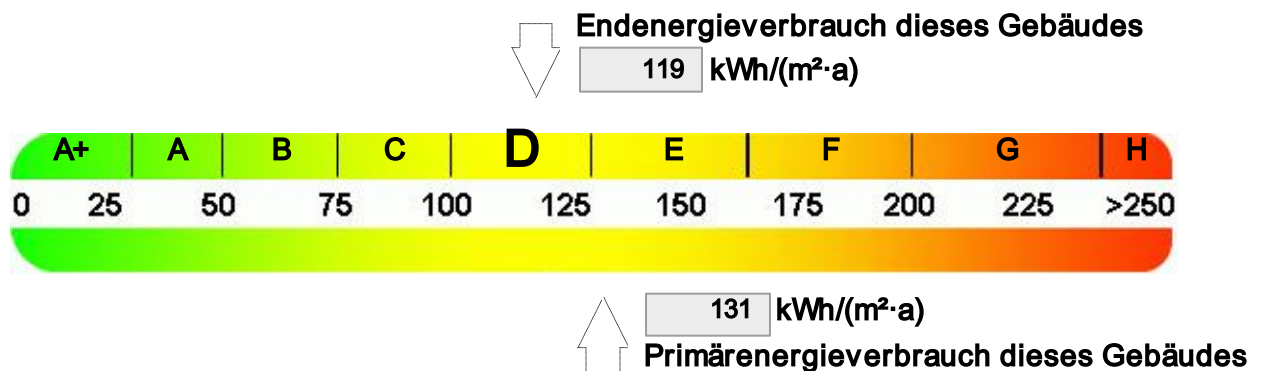 Endenergieverbrauch dieses Gebäudes
119 kWh/(m²·a)
A+ A B C D E F G H
0 25 50 75 100 125 150 175 200 225 >250
131 kWh/(m²·a)
Primärenergieverbrauch dieses Gebäudes